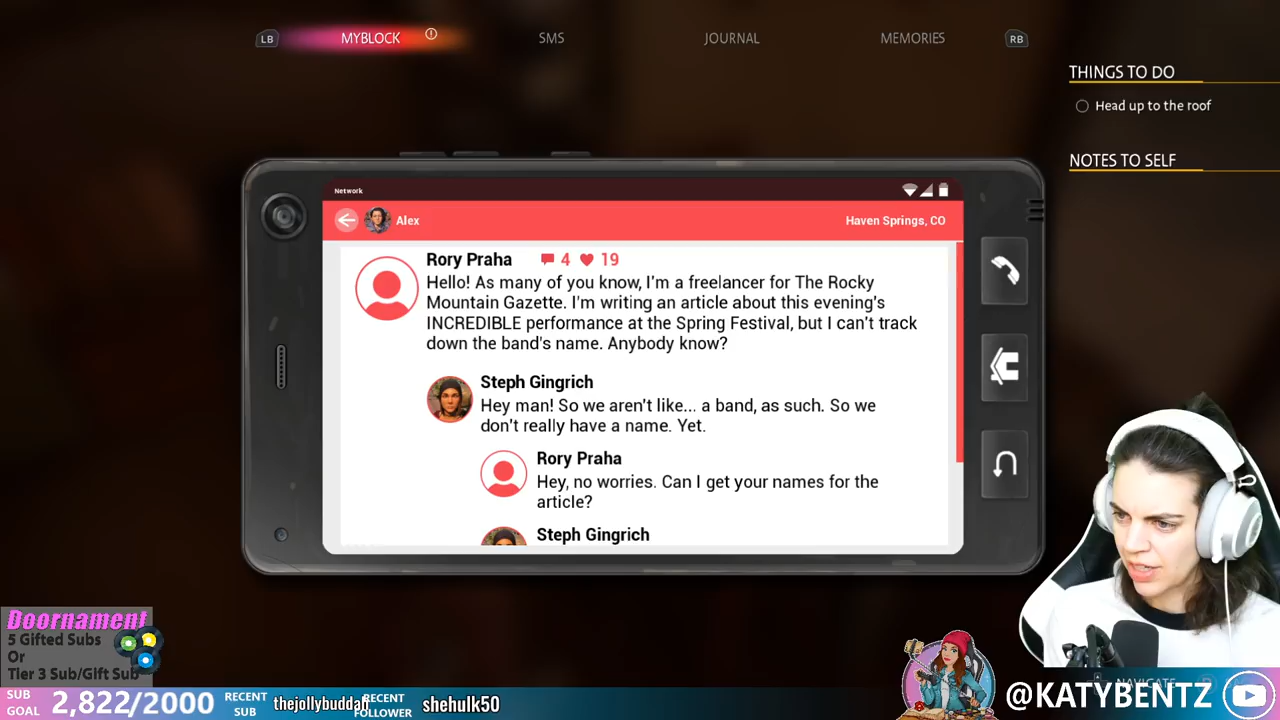 LB MYBLOCK SMS JOURNAL MEMORIES RB
THINGS TO DO
Head up to the roof
NOTES TO SELF
Network
Alex Haven Springs, CO
Rory Praha 4 19
Hello! As many of you know, I'm a freelancer for The Rocky
Mountain Gazette. I'm writing an article about this evening's
INCREDIBLE performance at the Spring Festival, but I can't track
down the band's name. Anybody know?
Steph Gingrich
Hey man! So we aren't like... a band, as such. So we
don't really have a name. Yet.
Rory Praha
Hey, no worries. Can I get your names for the
article?
Steph Gingrich
Doornament
5 Gifted Subs
Or
Tier 3 Sub/Gift Sub
NAVIGATE
SUB GOAL 2,822/2000
RECENT SUB thejollybuddah
RECENT FOLLOWER shehulk50
@KATYBENTZ